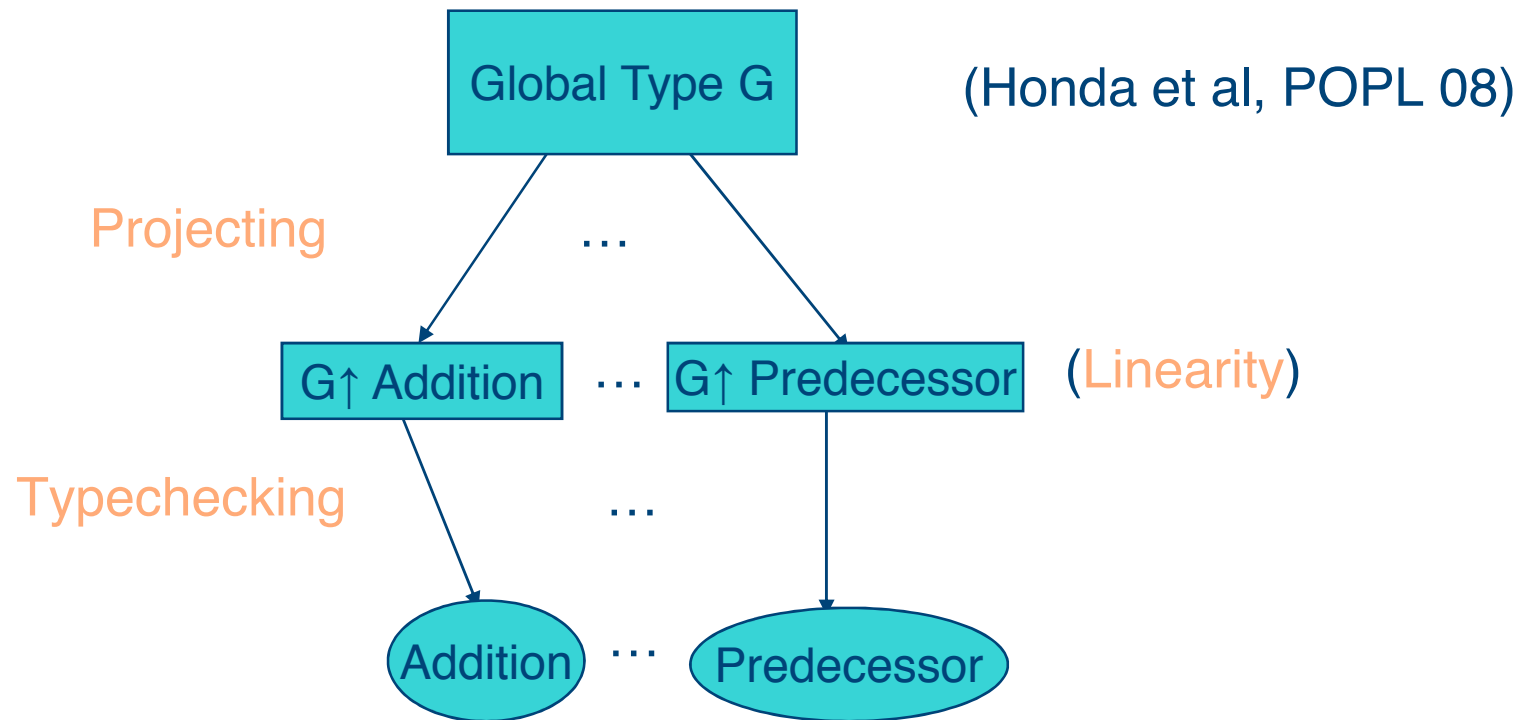 Global Type G
(Honda et al, POPL 08)
Projecting
…
G↑ Addition
…
G↑ Predecessor
(Linearity)
Typechecking
…
Addition
…
Predecessor